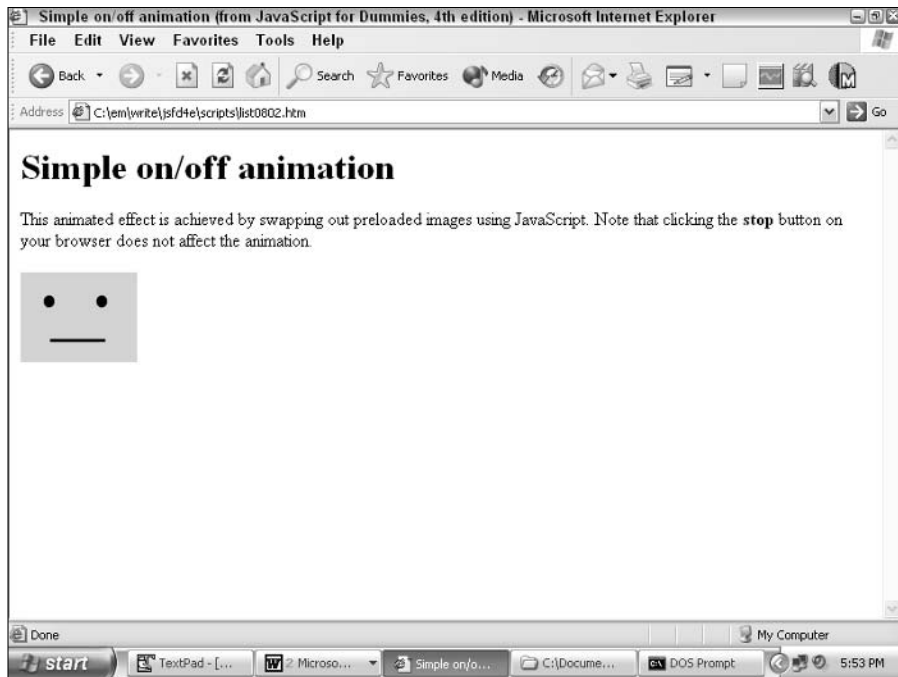 Simple on/off animation (from JavaScript for Dummies, 4th edition) - Microsoft Internet Explorer
File Edit View Favorites Tools Help
Back Search Favorites Media
Address C:\em\write\jsfd4e\scripts\list0802.htm Go
Simple on/off animation
This animated effect is achieved by swapping out preloaded images using JavaScript. Note that clicking the stop button on
your browser does not affect the animation.
Done My Computer
start TextPad - [... 2 Microso... Simple on/o... C:\Docume... DOS Prompt 5:53 PM